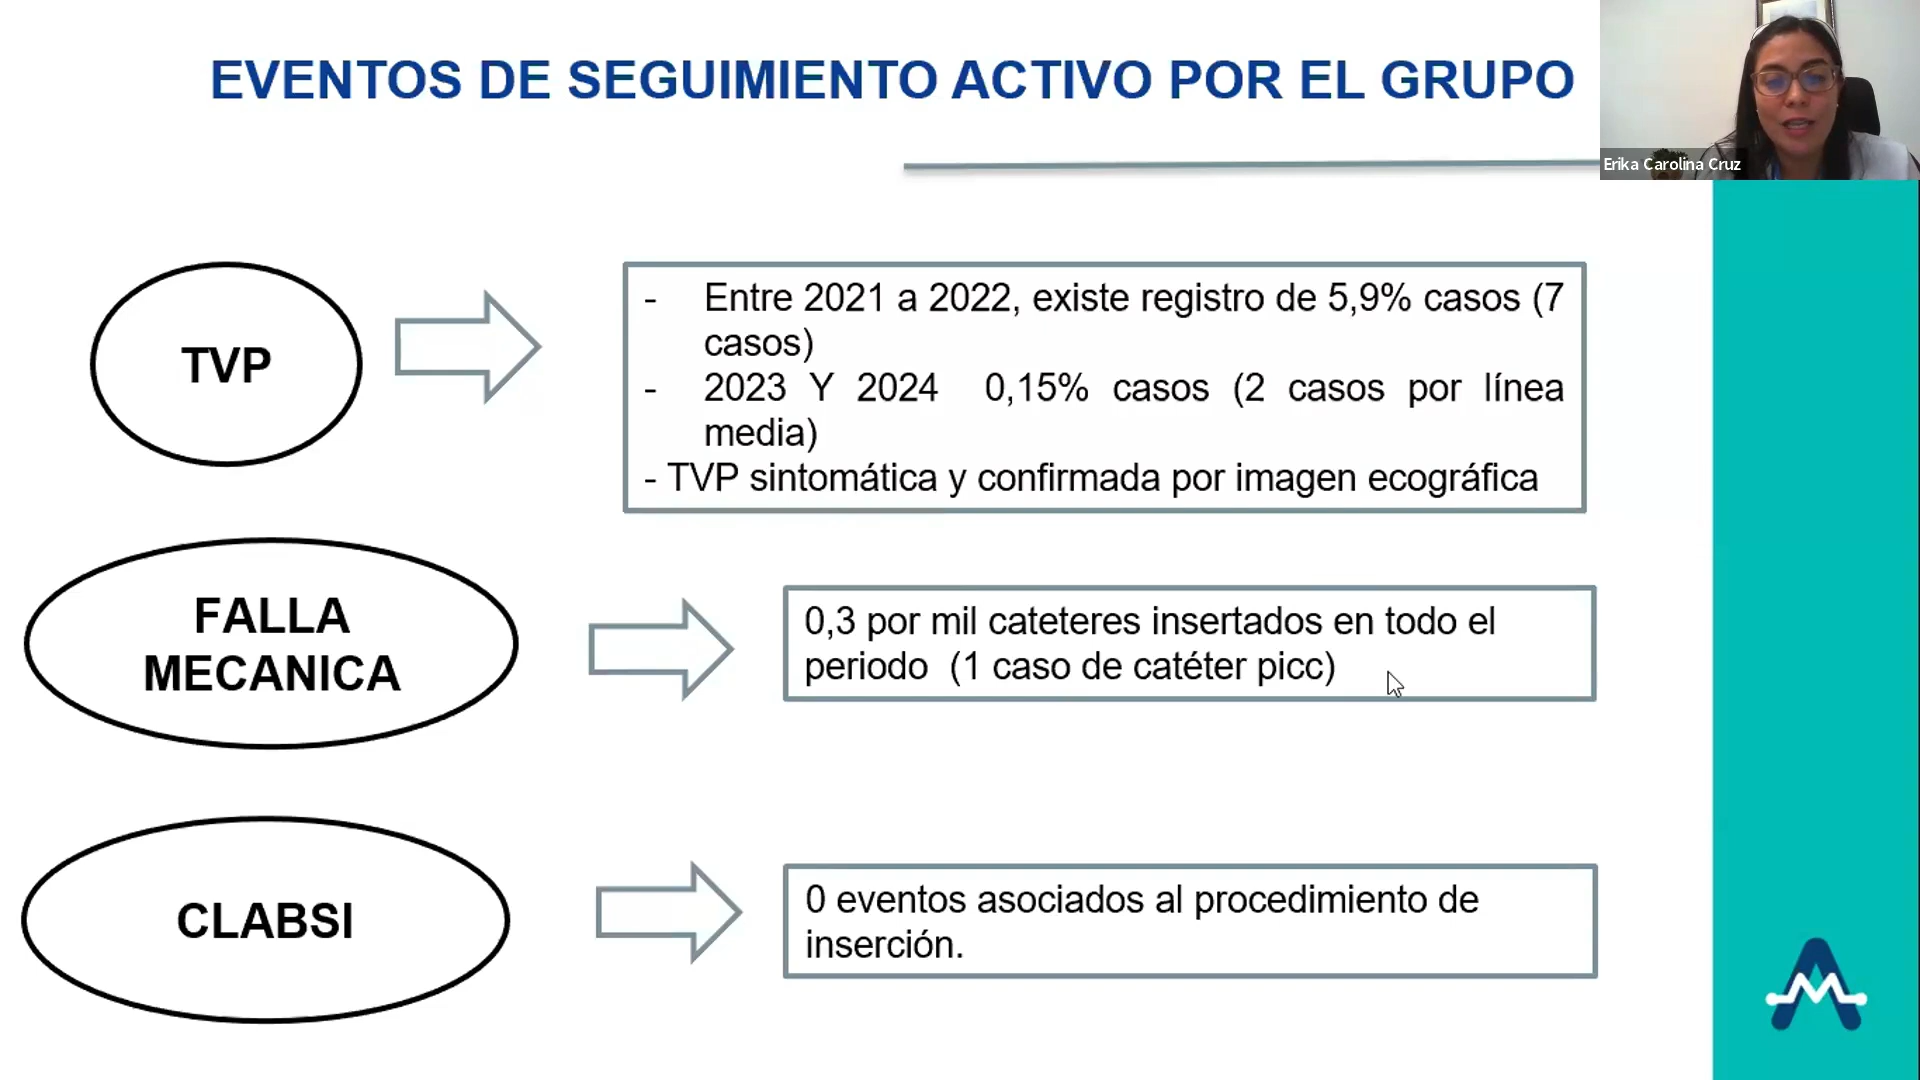 EVENTOS DE SEGUIMIENTO ACTIVO POR EL GRUPO
Erika Carolina Cruz
TVP
- Entre 2021 a 2022, existe registro de 5,9% casos (7
casos)
- 2023 Y 2024 0,15% casos (2 casos por línea
media)
- TVP sintomática y confirmada por imagen ecográfica
FALLA
MECANICA
0,3 por mil cateteres insertados en todo el
periodo (1 caso de catéter picc)
CLABSI
0 eventos asociados al procedimiento de
inserción.